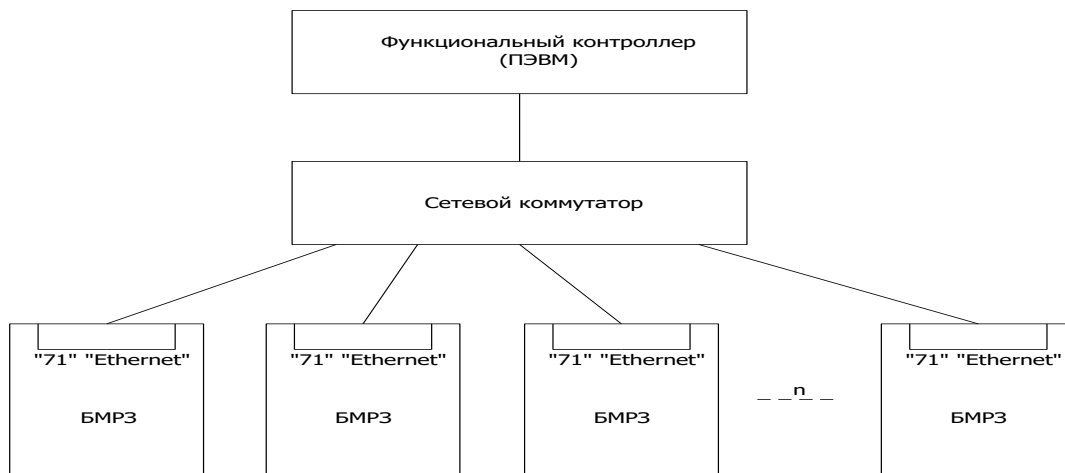 Функциональный контроллер
(ПЭВМ)
Сетевой коммутатор
"71" "Ethernet"
"71" "Ethernet"
"71" "Ethernet"
"71" "Ethernet"
n
БМРЗ
БМРЗ
БМРЗ
БМРЗ